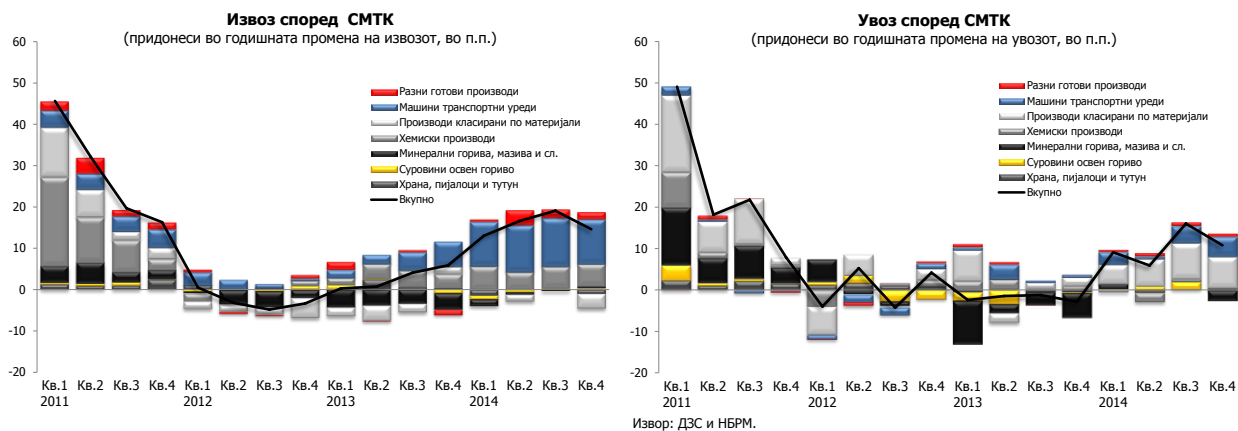 Извоз според СМТК
(придонеси во годишната промена на извозот, во п.п.)
60
50
40
30
20
10
0
-10
-20
Разни готови производи
Машини транспортни уреди
Производи класирани по материјали
Хемиски производи
Минерални горива, мазива и сл.
Суровини освен гориво
Храна, пијалоци и тутун
Вкупно
Кв.1 Кв.2 Кв.3 Кв.4 Кв.1 Кв.2 Кв.3 Кв.4 Кв.1 Кв.2 Кв.3 Кв.4 Кв.1 Кв.2 Кв.3 Кв.4
2011 2012 2013 2014
Увоз според СМТК
(придонеси во годишната промена на увозот, во п.п.)
60
50
40
30
20
10
0
-10
-20
Разни готови производи
Машини транспортни уреди
Производи класирани по материјали
Хемиски производи
Минерални горива, мазива и сл.
Суровини освен гориво
Храна, пијалоци и тутун
Вкупно
Кв.1 Кв.2 Кв.3 Кв.4 Кв.1 Кв.2 Кв.3 Кв.4 Кв.1 Кв.2 Кв.3 Кв.4 Кв.1 Кв.2 Кв.3 Кв.4
2011 2012 2013 2014
Извор: ДЗС и НБРМ.